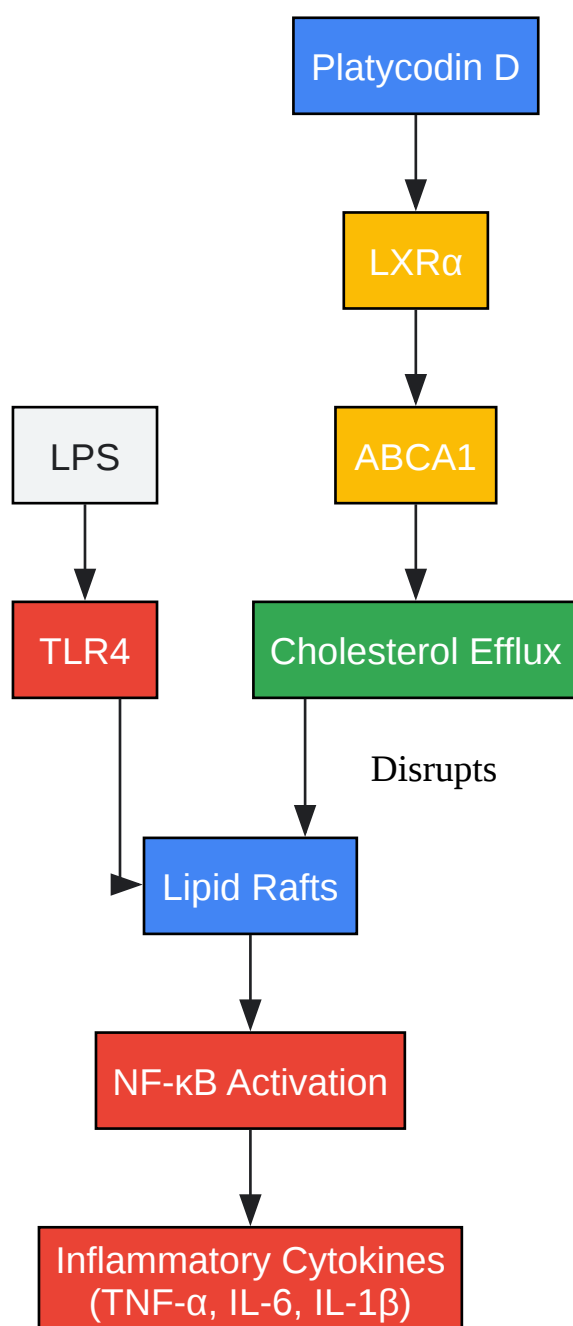 Platycodin D
LXRα
LPS
ABCA1
TLR4
Cholesterol Efflux
Disrupts
Lipid Rafts
NF-κB Activation
Inflammatory Cytokines
(TNF-α, IL-6, IL-1β)